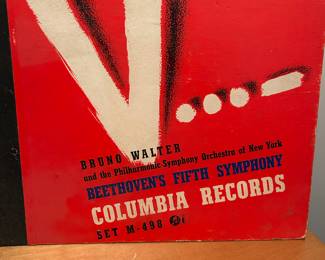 V...—
BRUNO WALTER
and the Philharmonic-Symphony Orchestra of New York
BEETHOVEN'S FIFTH SYMPHONY
COLUMBIA RECORDS
SET M-498